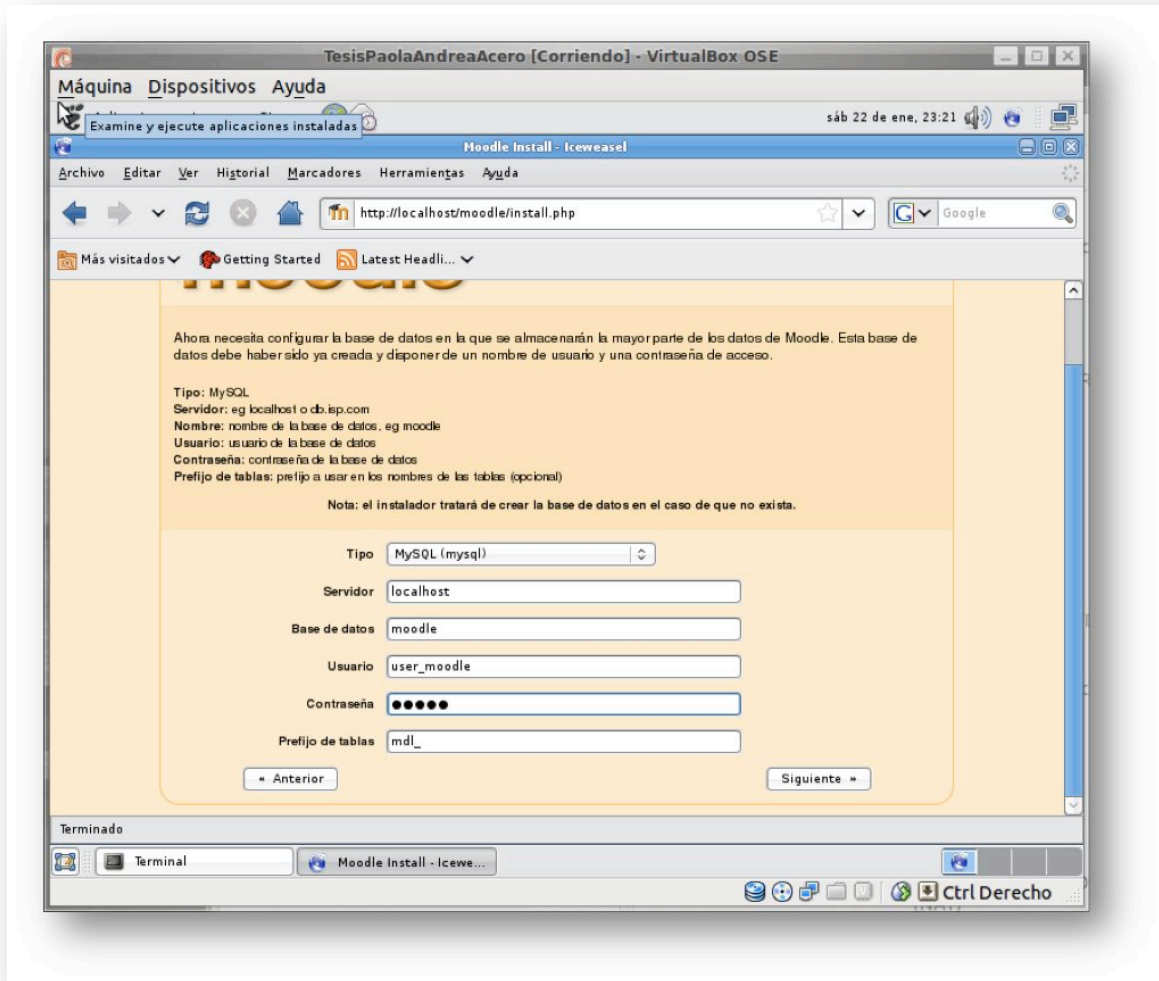 TesisPaolaAndreaAcero [Corriendo] - VirtualBox OSE
Máquina Dispositivos Ayuda
Examine y ejecute aplicaciones instaladas
sáb 22 de ene, 23:21
Moodle Install - Iceweasel
Archivo Editar Ver Historial Marcadores Herramientas Ayuda
http://localhost/moodle/install.php
Google
Más visitados Getting Started Latest Headli...
Ahora necesita configurar la base de datos en la que se almacenarán la mayor parte de los datos de Moodle. Esta base de
datos debe haber sido ya creada y disponer de un nombre de usuario y una contraseña de acceso.
Tipo: MySQL
Servidor: eg localhost o db.isp.com
Nombre: nombre de la base de datos, eg moodle
Usuario: usuario de la base de datos
Contraseña: contraseña de la base de datos
Prefijo de tablas: prefijo a usar en los nombres de las tablas (opcional)
Nota: el instalador tratará de crear la base de datos en el caso de que no exista.
Tipo MySQL (mysql)
Servidor localhost
Base de datos moodle
Usuario user_moodle
Contraseña ●●●●●
Prefijo de tablas mdl_
« Anterior Siguiente »
Terminado
Terminal Moodle Install - Icewe...
Ctrl Derecho